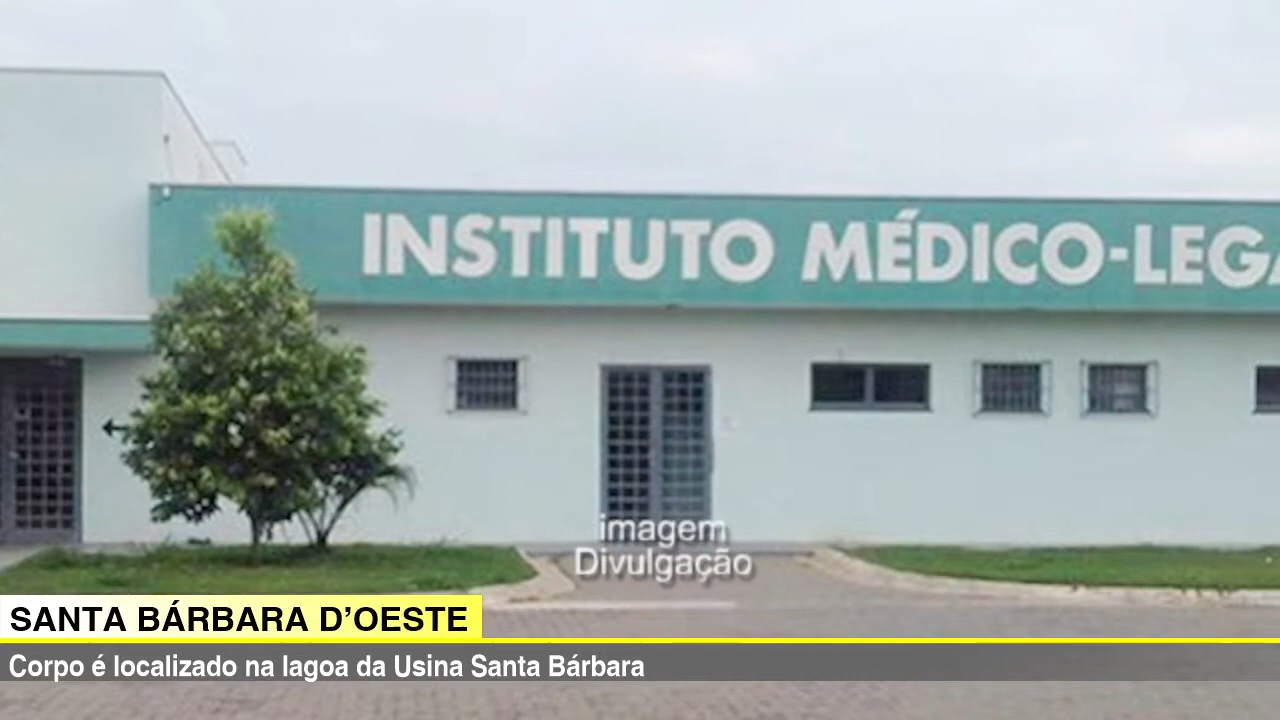 INSTITUTO MÉDICO-LEGA
imagem
Divulgação
SANTA BÁRBARA D’OESTE
Corpo é localizado na lagoa da Usina Santa Bárbara